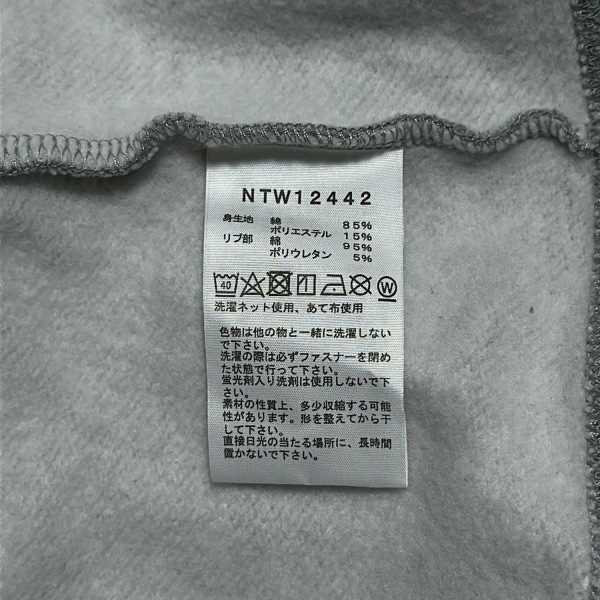 NTW12442
身生地 綿 85%
ポリエステル 15%
リブ部 綿 95%
ポリウレタン 5%
40 W
洗濯ネット使用、あて布使用
色物は他の物と一緒に洗濯しない
で下さい。
洗濯の際は必ずファスナーを閉め
た状態で行って下さい。
蛍光剤入り洗剤は使用しないで下
さい。
素材の性質上、多少収縮する可能
性があります。形を整えてから干
して下さい。
直接日光の当たる場所に、長時間
置かないで下さい。